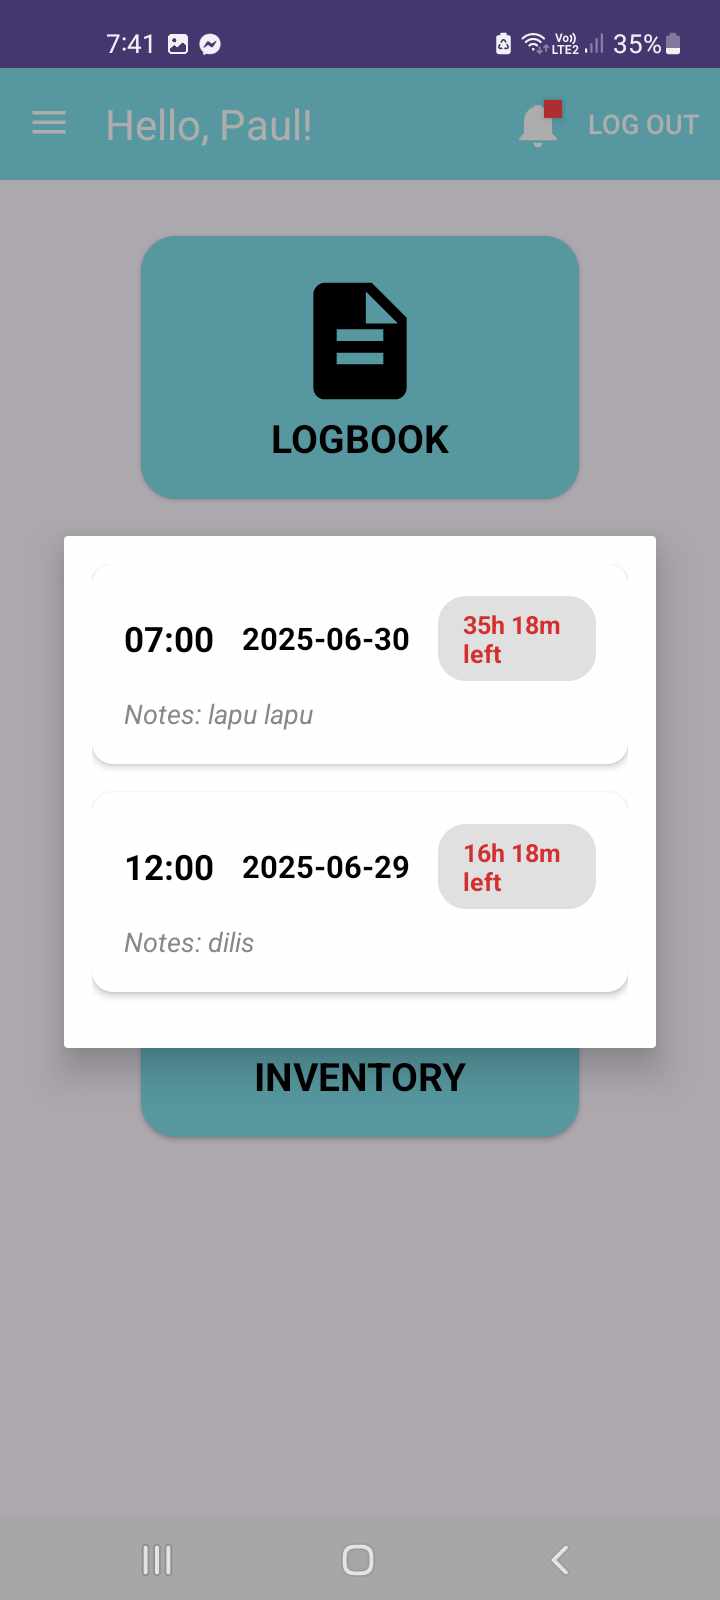 7:41
Vo))
LTE2
35%
Hello, Paul!
LOG OUT
LOGBOOK
07:00 2025-06-30 35h 18m
left
Notes: lapu lapu
12:00 2025-06-29 16h 18m
left
Notes: dilis
INVENTORY